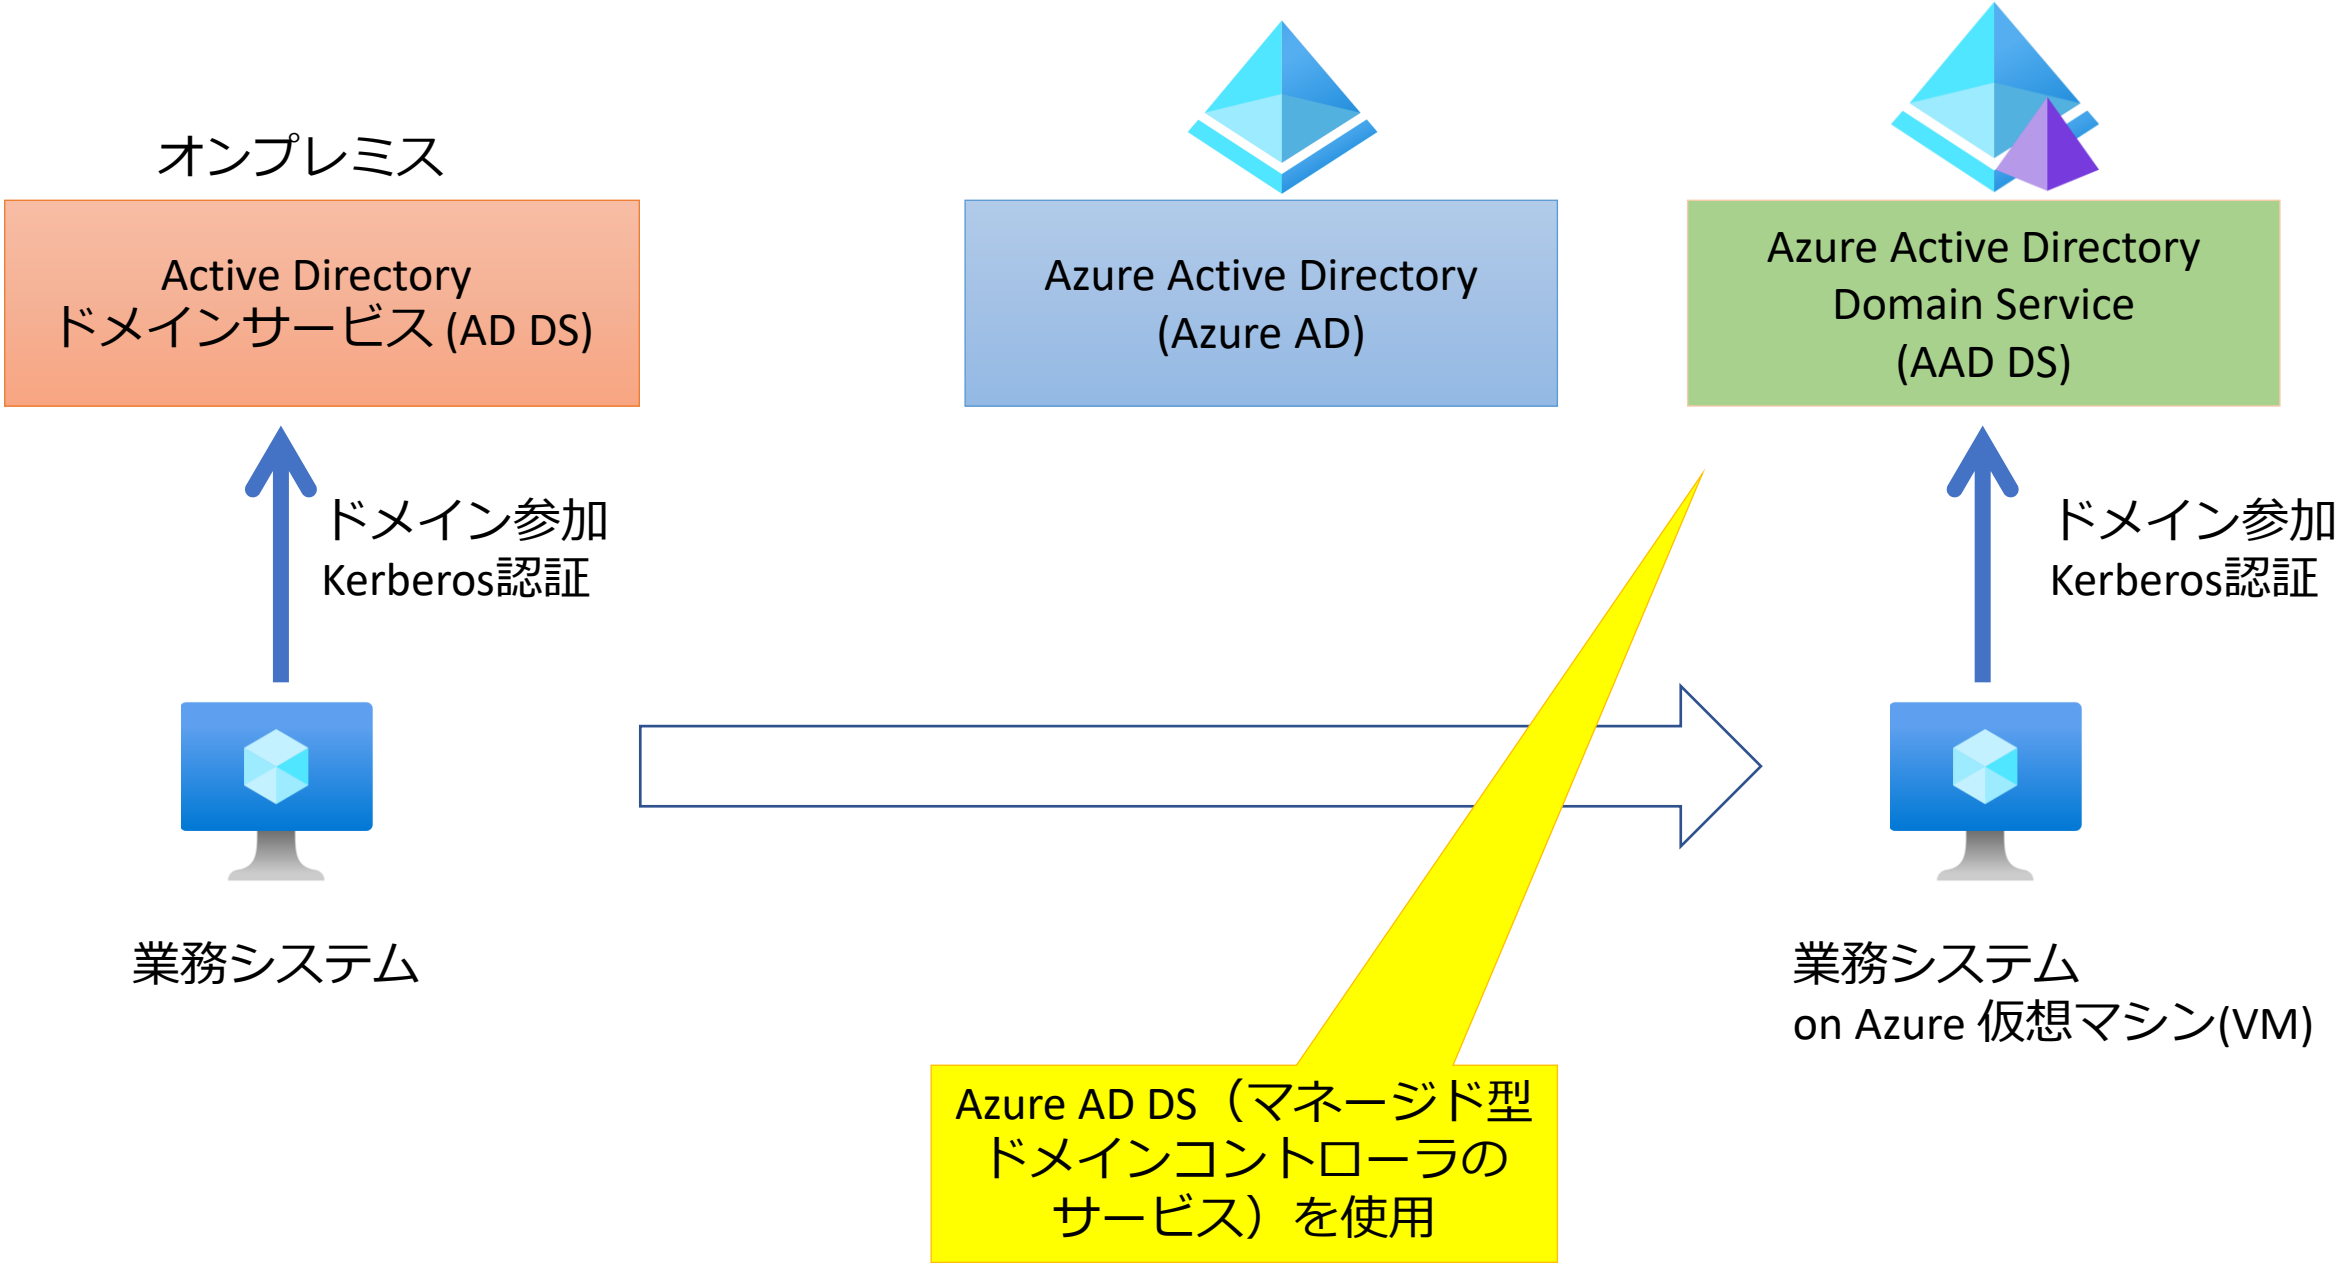 オンプレミス
Active Directory
ドメインサービス (AD DS)
Azure Active Directory
(Azure AD)
Azure Active Directory
Domain Service
(AAD DS)
ドメイン参加
Kerberos認証
ドメイン参加
Kerberos認証
業務システム
業務システム
on Azure 仮想マシン(VM)
Azure AD DS（マネージド型
ドメインコントローラの
サービス）を使用